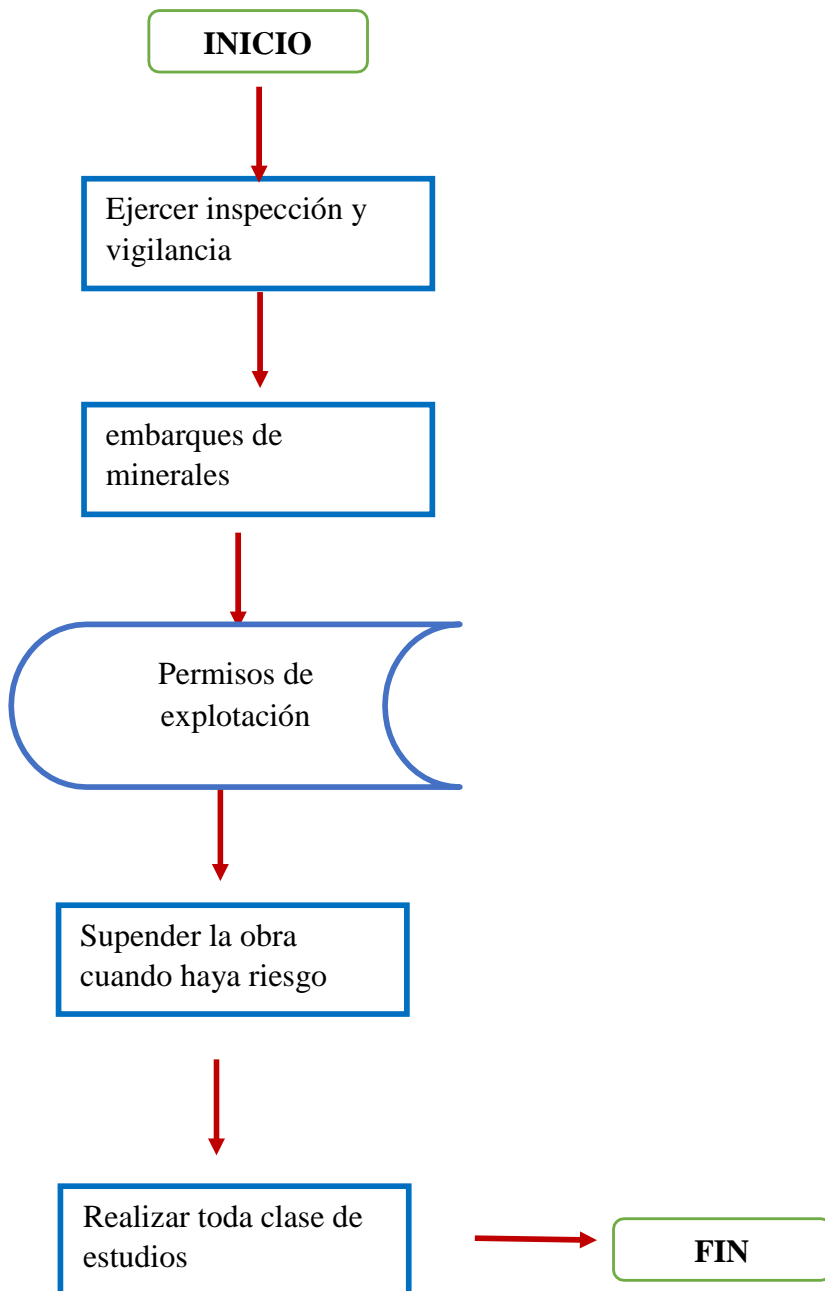 INICIO
Ejercer inspección y
vigilancia
embarques de
minerales
Permisos de
explotación
Supender la obra
cuando haya riesgo
Realizar toda clase de
estudios
FIN